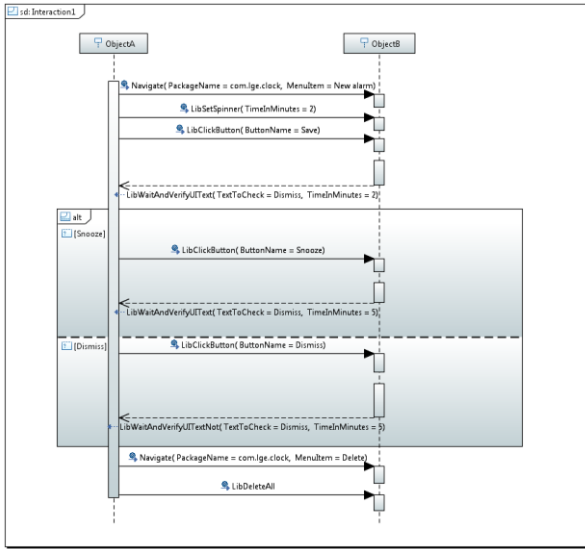 sd: Interaction1
ObjectA
ObjectB
Navigate( PackageName = com.lge.clock, MenuItem = New alarm)
LibSetSpinner( TimeInMinutes = 2)
LibClickButton( ButtonName = Save)
LibWaitAndVerifyUIText( TextToCheck = Dismiss, TimeInMinutes = 2)
alt
[Snooze]
LibClickButton( ButtonName = Snooze)
LibWaitAndVerifyUIText( TextToCheck = Dismiss, TimeInMinutes = 5)
[Dismiss]
LibClickButton( ButtonName = Dismiss)
LibWaitAndVerifyUITextNot( TextToCheck = Dismiss, TimeInMinutes = 5)
Navigate( PackageName = com.lge.clock, MenuItem = Delete)
LibDeleteAll